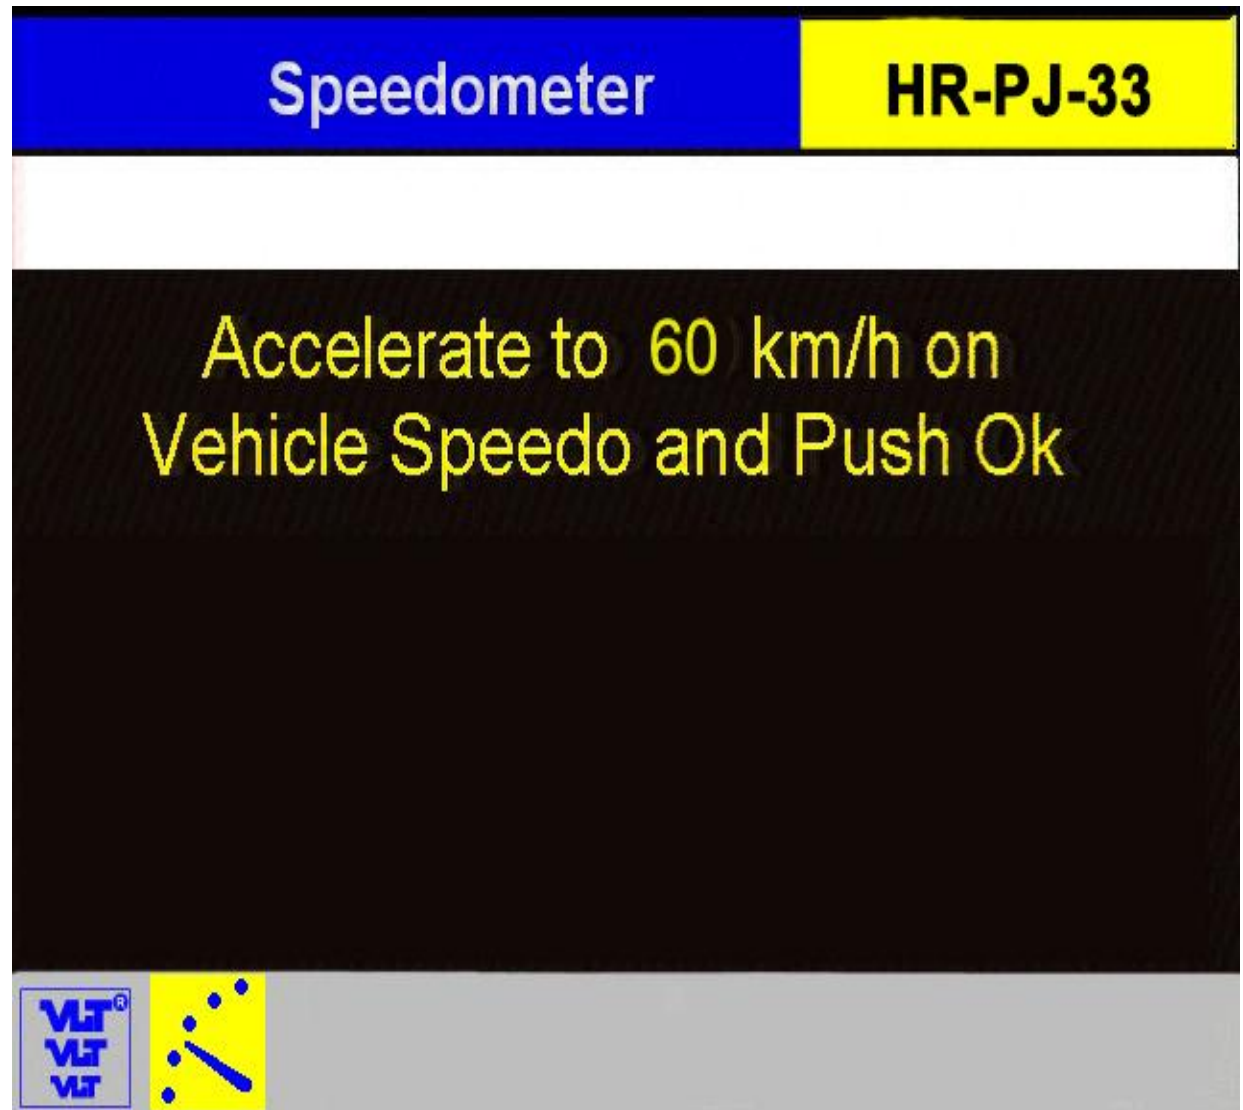 Speedometer
HR-PJ-33
Accelerate to 60 km/h on
Vehicle Speedo and Push Ok
VLT®
VLT
VLT